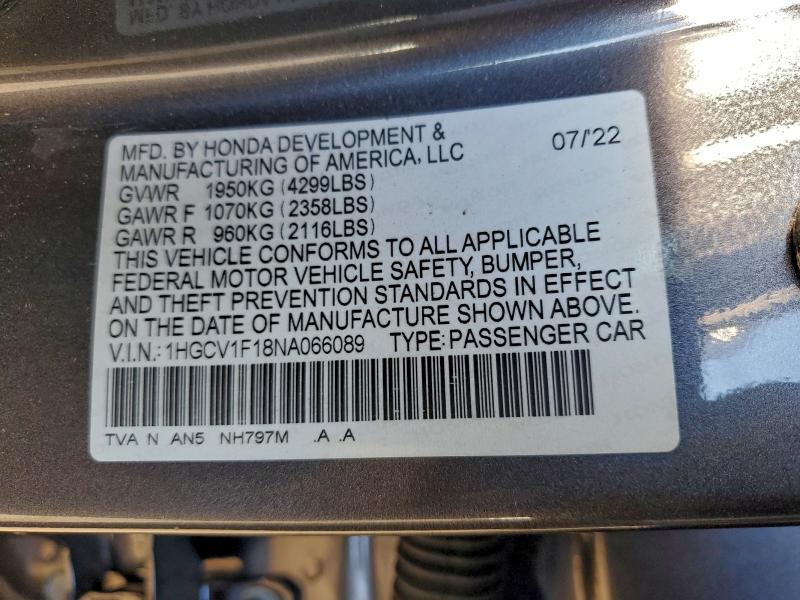 MFD. BY HONDA DEVELOPMENT & 07/22
MANUFACTURING OF AMERICA, LLC
GVWR 1950KG (4299LBS)
GAWR F 1070KG (2358LBS)
GAWR R 960KG (2116LBS)
THIS VEHICLE CONFORMS TO ALL APPLICABLE
FEDERAL MOTOR VEHICLE SAFETY, BUMPER,
AND THEFT PREVENTION STANDARDS IN EFFECT
ON THE DATE OF MANUFACTURE SHOWN ABOVE.
V.I.N.: 1HGCV1F18NA066089 TYPE: PASSENGER CAR
TVA N AN5 NH797M .A .A